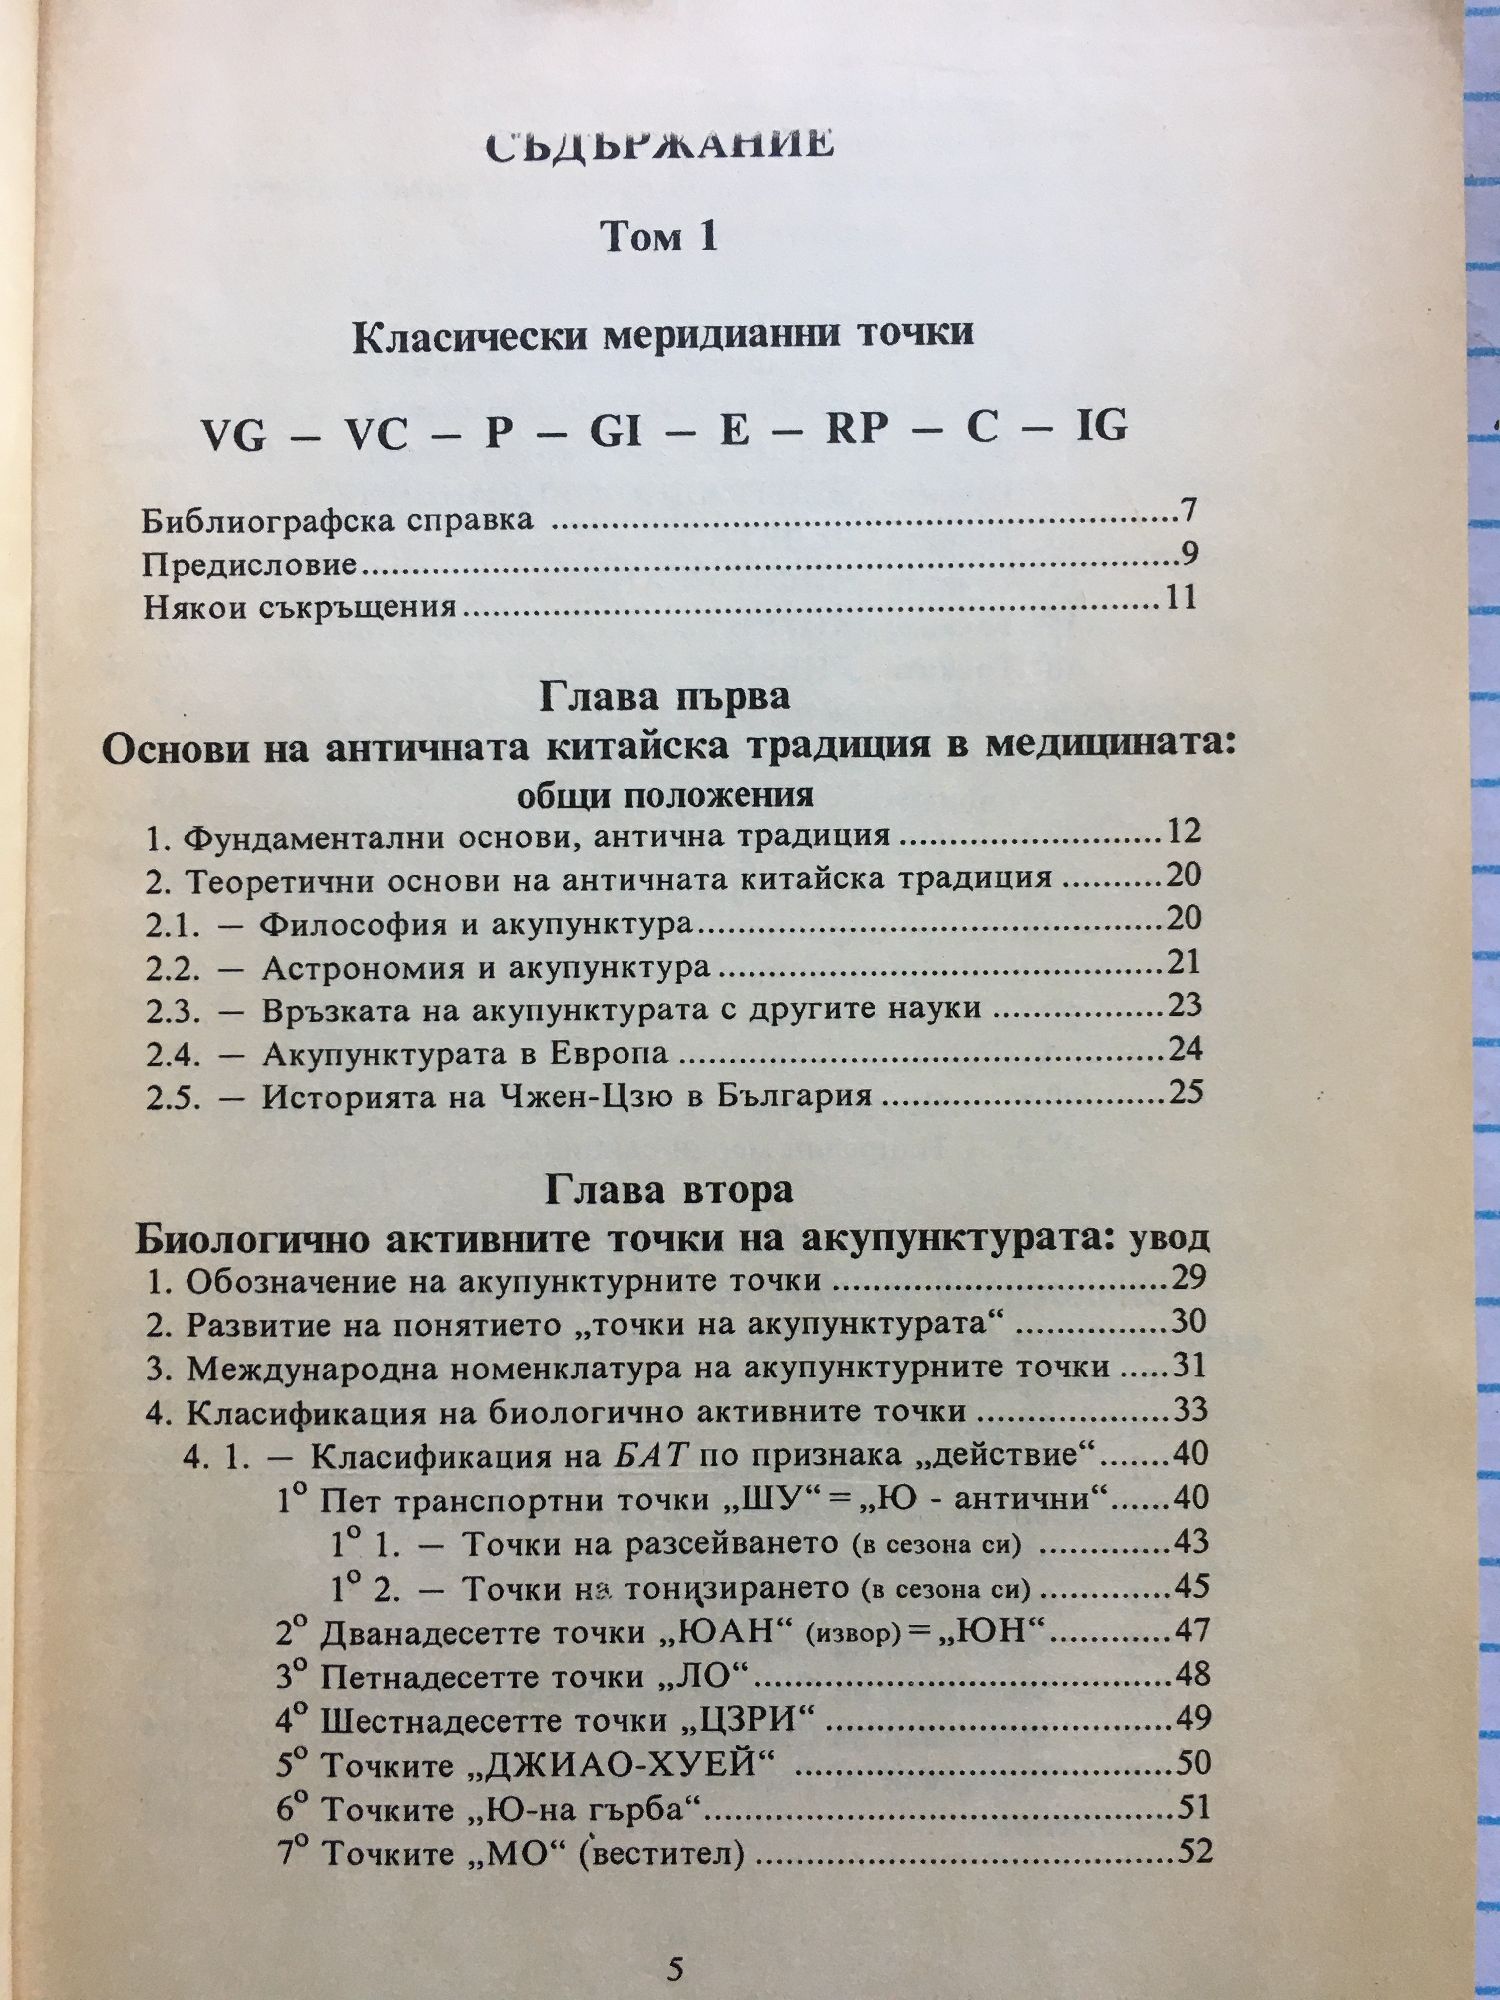 СЪДЪРЖАНИЕ
Том 1
Класически меридианни точки
VG – VC – P – GI – E – RP – C – IG
Библиографска справка ........................................................7
Предисловие........................................................9
Някои съкръщения........................................................11
Глава първа
Основи на античната китайска традиция в медицината:
общи положения
1. Фундаментални основи, антична традиция ..........................12
2. Теоретични основи на античната китайска традиция ..........20
2.1. – Философия и акупунктура..............................................20
2.2. – Астрономия и акупунктура............................................21
2.3. – Връзката на акупунктурата с другите науки .................23
2.4. – Акупунктурата в Европа ................................................24
2.5. – Историята на Чжен-Цзю в България............................25
Глава втора
Биологично активните точки на акупунктурата: увод
1. Обозначение на акупунктурните точки .................................29
2. Развитие на понятието „точки на акупунктурата“ ...............30
3. Международна номенклатура на акупунктурните точки .....31
4. Класификация на биологично активните точки ...................33
4. 1. – Класификация на БАТ по признака „действие“.......40
1° Пет транспортни точки „ШУ“=„Ю - антични“......40
1° 1. – Точки на разсейването (в сезона си) .............43
1° 2. – Точки на тонизирането (в сезона си).............45
2° Дванадесетте точки „ЮАН“ (извор)=„ЮН“............47
3° Петнадесетте точки „ЛО“.........................................48
4° Шестнадесетте точки „ЦЗРИ“ ..................................49
5° Точките „ДЖИАО-ХУЕЙ“ .....................................50
6° Точките „Ю-на гърба“..............................................51
7° Точките „МО“ (вестител) .........................................52
5